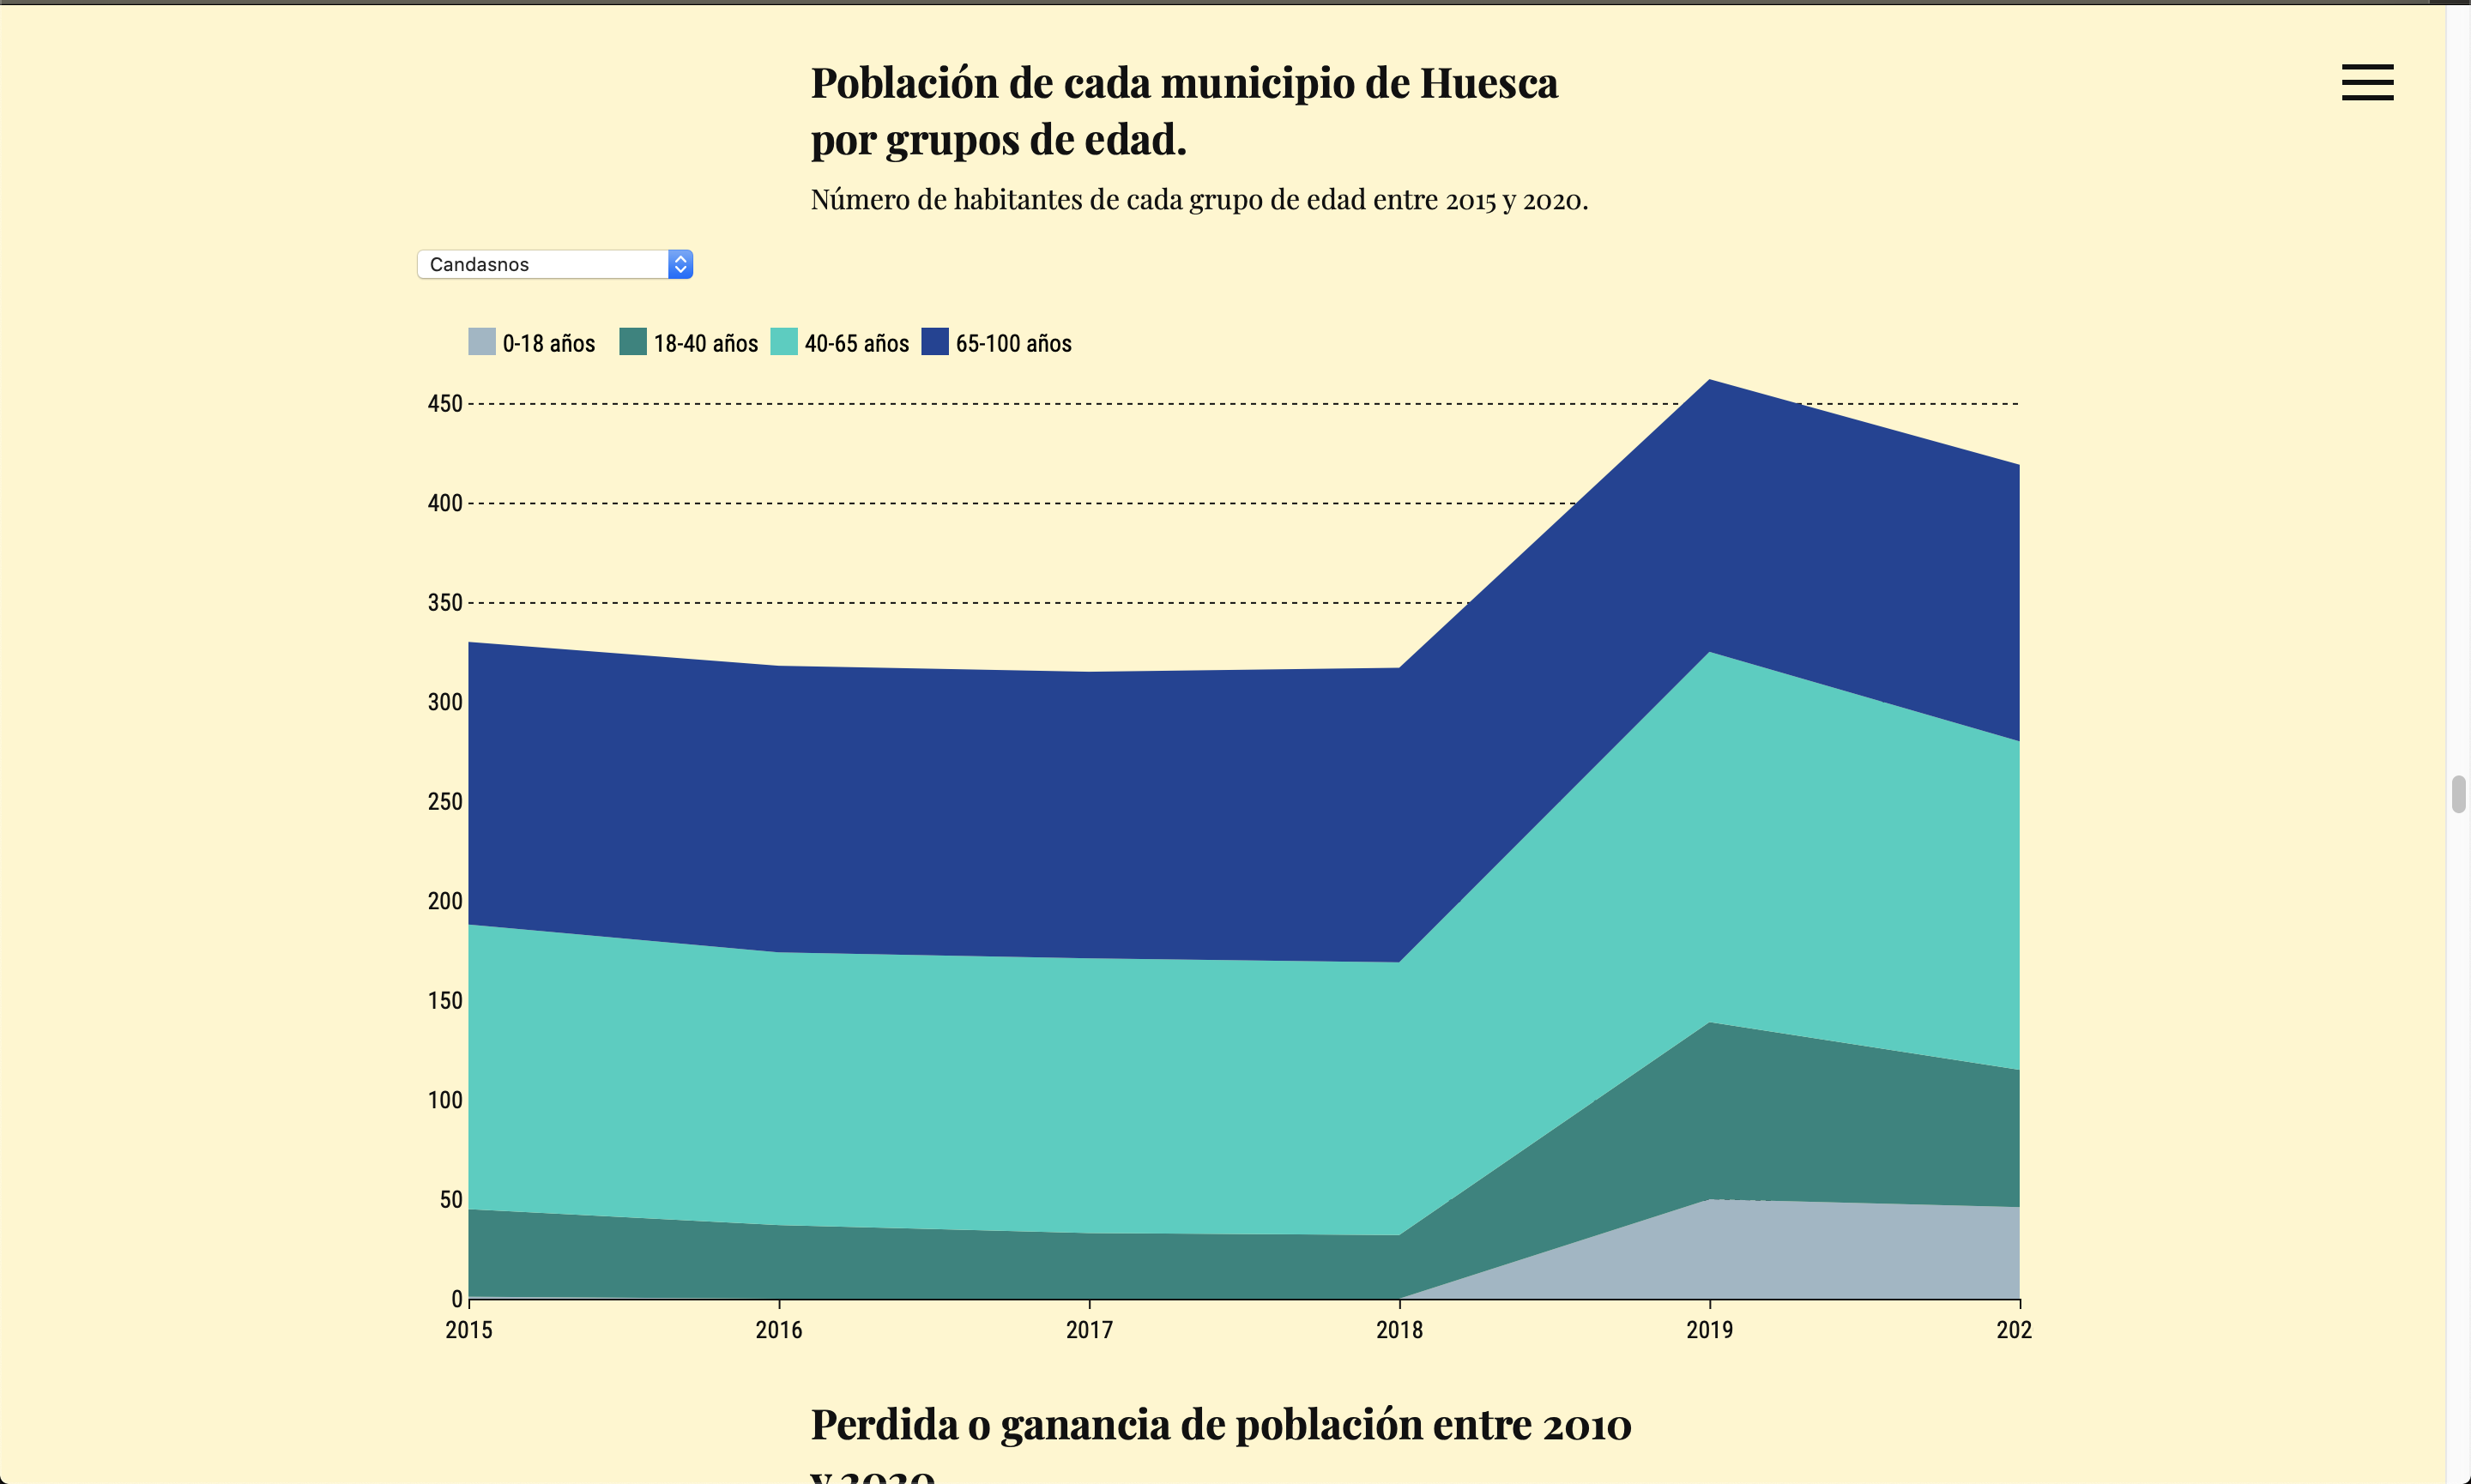 Población de cada municipio de Huesca
por grupos de edad.
Número de habitantes de cada grupo de edad entre 2015 y 2020.
Candasnos
0-18 años 18-40 años 40-65 años 65-100 años
450
400
350
300
250
200
150
100
50
0
2015 2016 2017 2018 2019 202
Perdida o ganancia de población entre 2010
y 2020